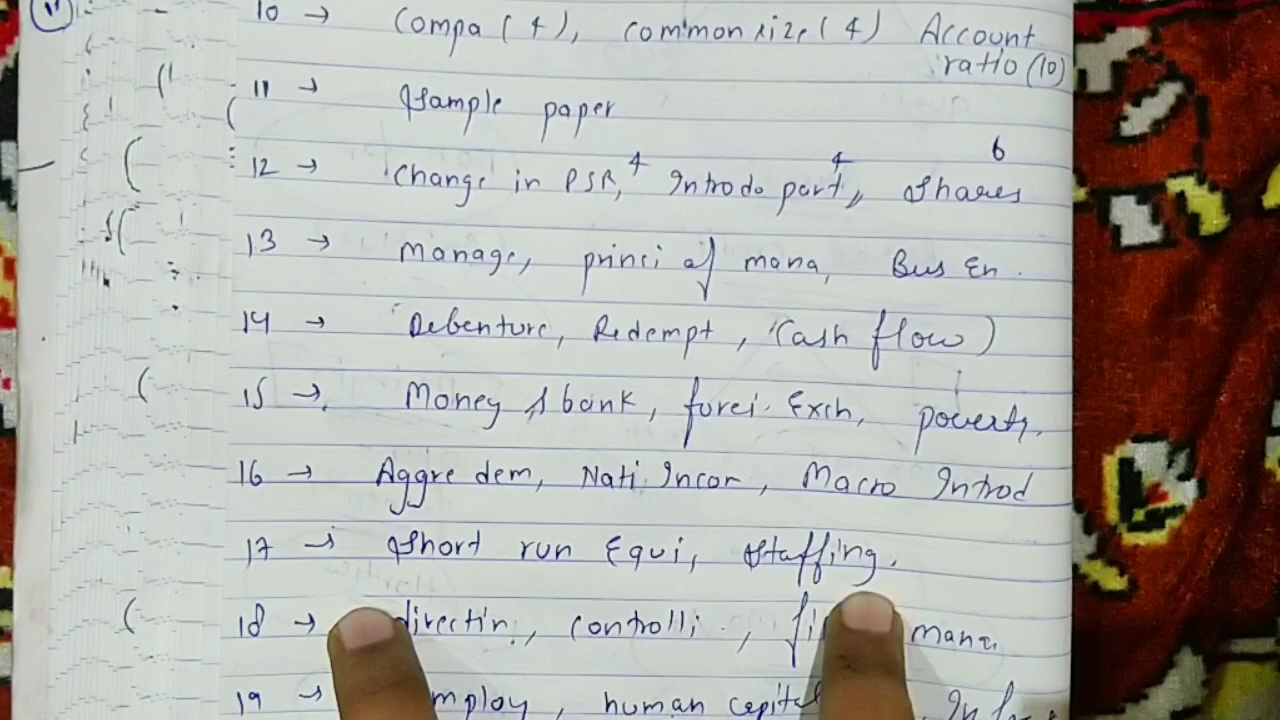 11
10 → Compa (4), common size (4) Account
ratio (10)
11 → Sample paper
12 → Change in PSR, 4 Introdo part, 4 Shares 6
13 → Manage, princi of mana, Bus En.
14 → Debenture, Redempt, (Cash flow)
15 → Money & bank, forei. Exch, poverty,
16 → Aggre dem, Nati Incom, Macro Introd
17 → Short run Equi, Staffing.
18 → directin, controlli., mana
19 → mploy, human capital